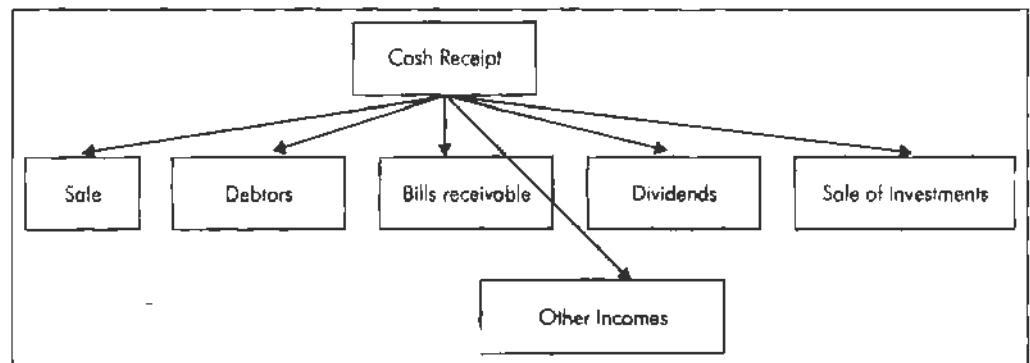 Cash Receipt
Sale
Debtors
Bills receivable
Dividends
Sale of Investments
Other Incomes